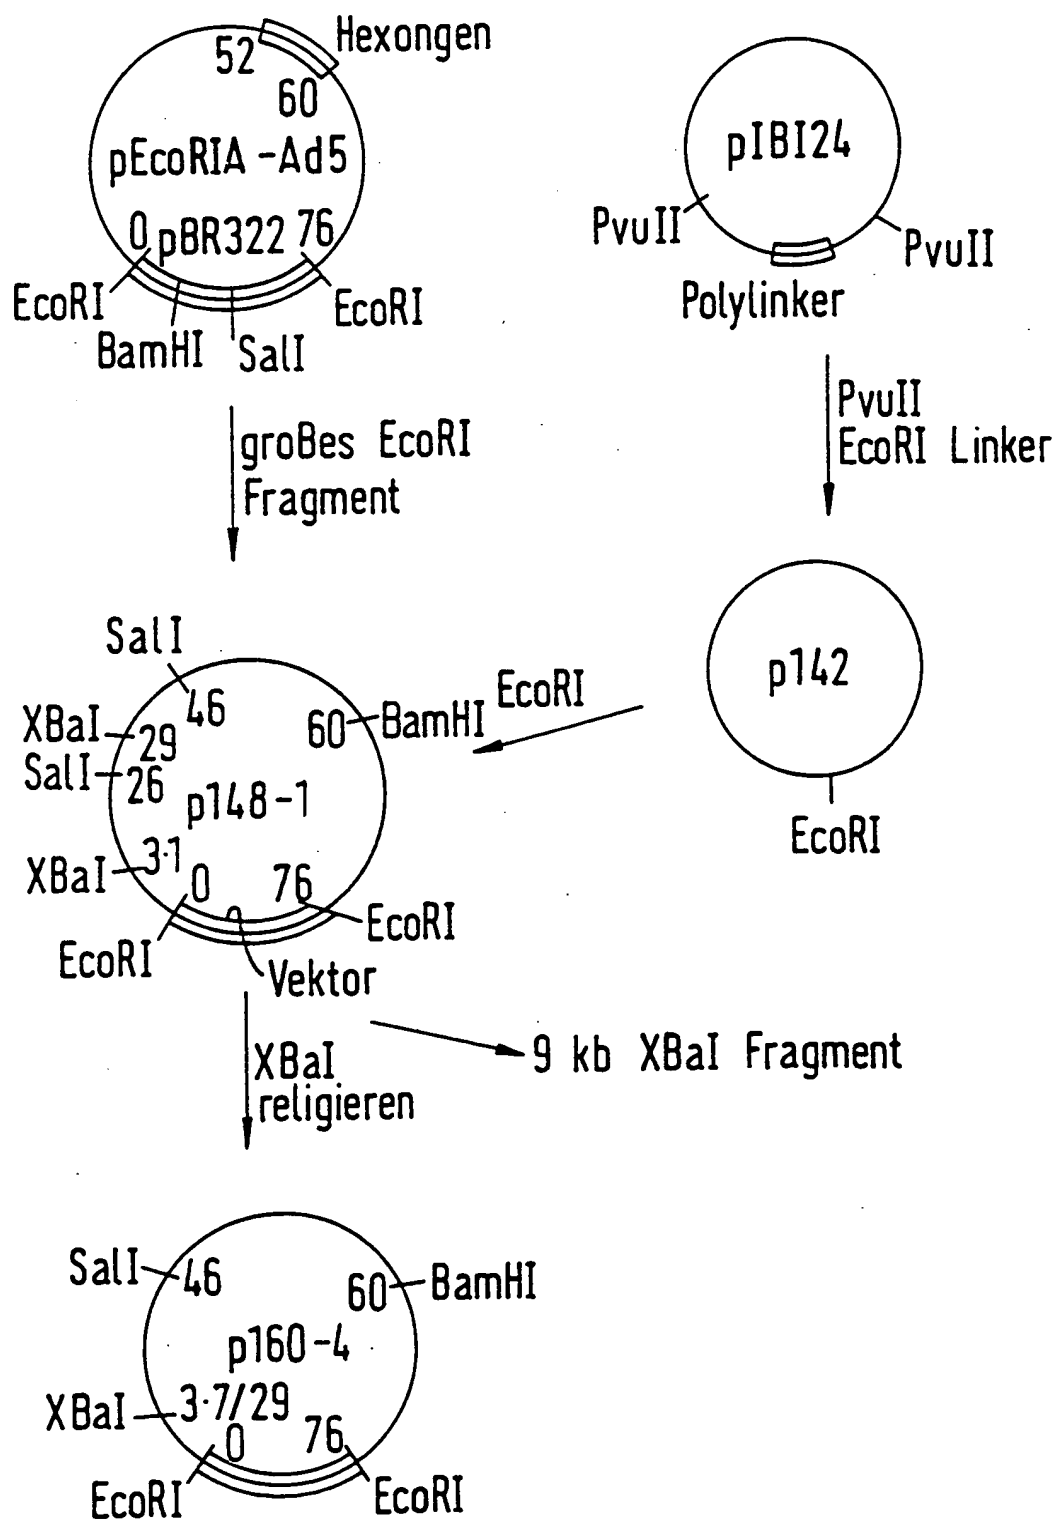 Hexongen
52
60
pEcoRIA-Ad5
0 pBR322 76
EcoRI
BamHI
SalI
EcoRI
pIBI24
PvuII
PvuII
Polylinker
großes EcoRI
Fragment
PvuII
EcoRI Linker
p142
EcoRI
EcoRI
SalI
46
XBaI
29
SalI
26
60
BamHI
p148-1
XBaI
3·1
0
76
EcoRI
EcoRI
Vektor
XBaI
religieren
9 kb XBaI Fragment
SalI
46
60
BamHI
p160-4
XBaI
3·7/29
0
76
EcoRI
EcoRI